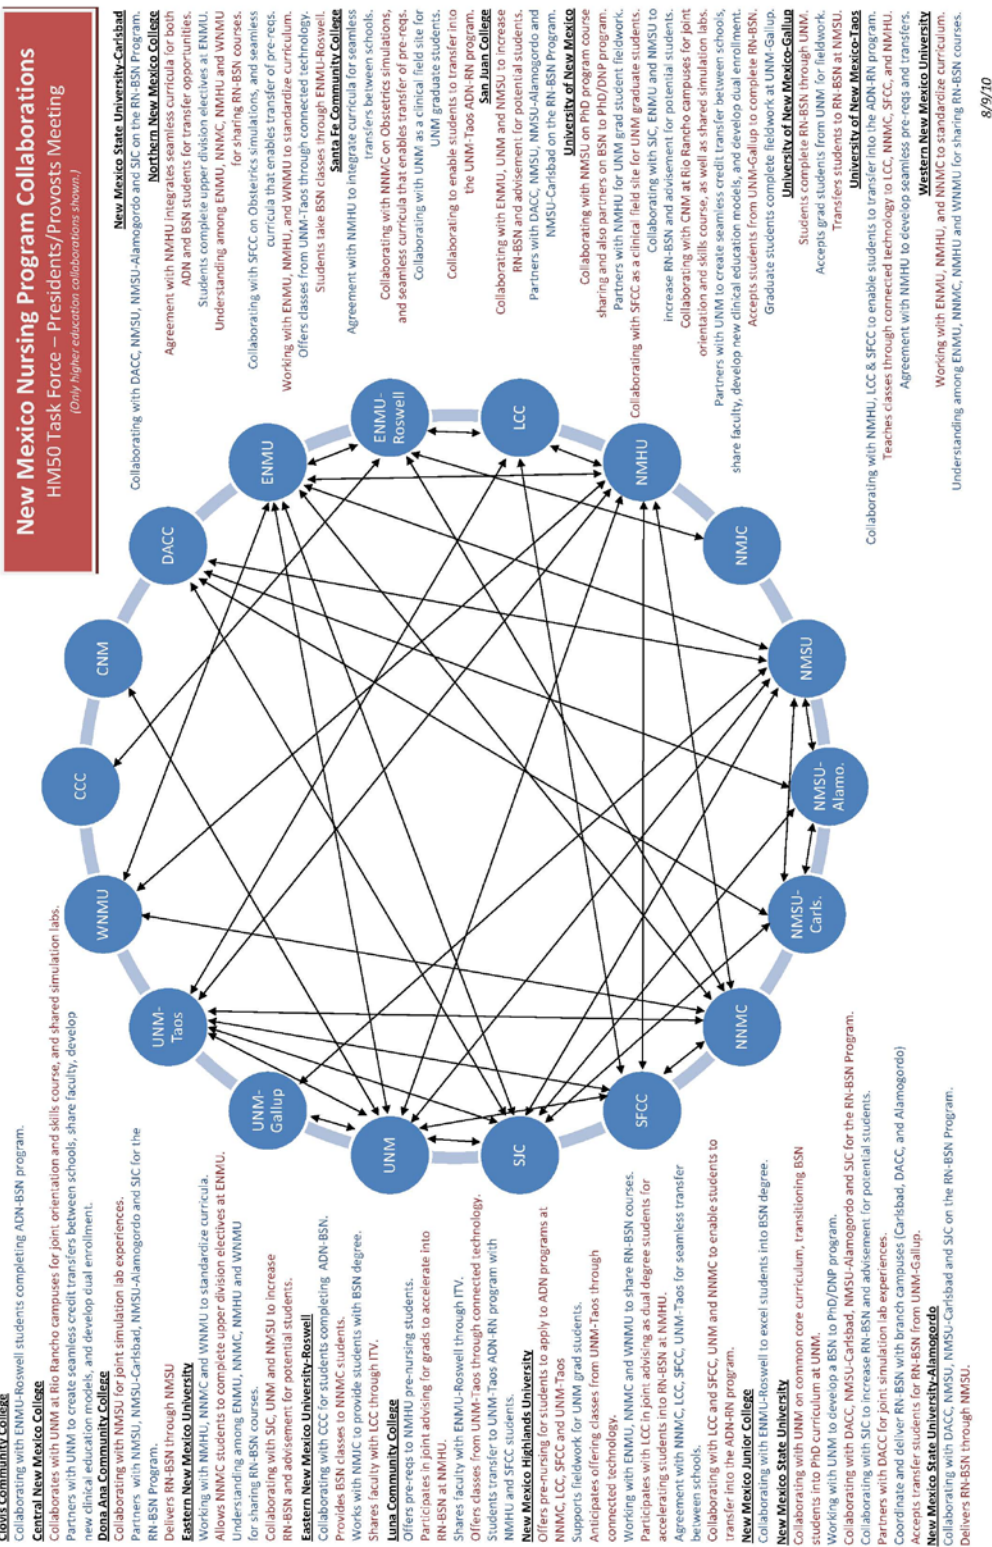 New Mexico Nursing Program Collaborations
HM50 Task Force – Presidents/Provosts Meeting
(Only higher education collaborations shown.)
Clovis Community College
Collaborating with ENMU-Roswell students completing ADN-BSN program.
Central New Mexico College
Collaborates with UNM at Rio Rancho campuses for joint orientation and skills course, and shared simulation labs.
Partners with UNM to create seamless credit transfers between schools, share faculty, develop
new clinical education models, and develop dual enrollment.
Dona Ana Community College
Collaborating with NMSU for joint simulation lab experiences.
Partners with NMSU, NMSU-Carlsbad, NMSU-Alamogordo and SJC for the
RN-BSN Program.
Delivers RN-BSN through NMSU
Eastern New Mexico University
Working with NMHU, NNMC and WNMU to standardize curricula.
Allows NNMC students to complete upper division electives at ENMU.
Understanding among ENMU, NNMC, NMHU and WNMU
for sharing RN-BSN courses.
Collaborating with SJC, UNM and NMSU to increase
RN-BSN and advisement for potential students.
Eastern New Mexico University-Roswell
Collaborating with CCC for students completing ADN-BSN.
Provides BSN classes to NNMC students.
Works with NMJC to provide students with BSN degree.
Shares faculty with LCC through ITV.
Luna Community College
Offers pre-reqs to NMHU pre-nursing students.
Participates in joint advising for grads to accelerate into
RN-BSN at NMHU.
Shares faculty with ENMU-Roswell through ITV.
Offers classes from UNM-Taos through connected technology.
Students transfer to UNM-Taos ADN-RN program with
NMHU and SFCC students.
New Mexico Highlands University
Offers pre-nursing for students to apply to ADN programs at
NNMC, LCC, SFCC and UNM-Taos
Supports fieldwork for UNM grad students.
Anticipates offering classes from UNM-Taos through
connected technology.
Working with ENMU, NNMC and WNMU to share RN-BSN courses.
Participates with LCC in joint advising as dual degree students for
accelerating students into RN-BSN at NMHU.
Agreement with NNMC, LCC, SFCC, UNM-Taos for seamless transfer
between schools.
Collaborating with LCC and SFCC, UNM and NNMC to enable students to
transfer into the ADN-RN program.
New Mexico Junior College
Collaborating with ENMU-Roswell to excel students into BSN degree.
New Mexico State University
Collaborating with UNM on common core curriculum, transitioning BSN
students into PhD curriculum at UNM.
Working with UNM to develop a BSN to PhD/DNP program.
Collaborating with DACC, NMSU-Carlsbad, NMSU-Alamogordo and SJC for the RN-BSN Program.
Collaborating with SJC to increase RN-BSN and advisement for potential students.
Partners with DACC for joint simulation lab experiences.
Coordinate and deliver RN-BSN with branch campuses (Carlsbad, DACC, and Alamogordo)
Accepts transfer students for RN-BSN from UNM-Gallup.
New Mexico State University-Alamogordo
Collaborating with DACC, NMSU, NMSU-Carlsbad and SJC on the RN-BSN Program.
Delivers RN-BSN through NMSU.
CCC
CNM
DACC
ENMU
ENMU-
Roswell
LCC
NMHU
NMJC
NMSU
NMSU-
Alamo.
NMSU-
Carls.
NNMC
SFCC
SJC
UNM
UNM-
Gallup
UNM-
Taos
WNMU
New Mexico State University-Carlsbad
Collaborating with DACC, NMSU, NMSU-Alamogordo and SJC on the RN-BSN Program.
Northern New Mexico College
Agreement with NMHU integrates seamless curricula for both
ADN and BSN students for transfer opportunities.
Students complete upper division electives at ENMU,
Understanding among ENMU, NNMC, NMHU and WNMU
for sharing RN-BSN courses.
Collaborating with SFCC on Obstetrics simulations, and seamless
curricula that enables transfer of pre-reqs.
Working with ENMU, NMHU, and WNMU to standardize curriculum.
Offers classes from UNM-Taos through connected technology.
Students take BSN classes through ENMU-Roswell.
Santa Fe Community College
Agreement with NMHU to integrate curricula for seamless
transfers between schools.
Collaborating with NNMC on Obstetrics simulations,
and seamless curricula that enables transfer of pre-reqs.
Collaborating with UNM as a clinical field site for
UNM graduate students.
Collaborating to enable students to transfer into
the UNM-Taos ADN-RN program.
San Juan College
Collaborating with ENMU, UNM and NMSU to increase
RN-BSN and advisement for potential students.
Partners with DACC, NMSU, NMSU-Alamogordo and
NMSU-Carlsbad on the RN-BSN Program.
University of New Mexico
Collaborating with NMSU on PhD program course
sharing and also partners on BSN to PhD/DNP program.
Partners with NMHU for UNM grad student fieldwork.
Collaborating with SFCC as a clinical field site for UNM graduate students.
Collaborating with SJC, ENMU and NMSU to
increase RN-BSN and advisement for potential students.
Collaborating with CNM at Rio Rancho campuses for joint
orientation and skills course, as well as shared simulation labs.
Partners with UNM to create seamless credit transfer between schools,
share faculty, develop new clinical education models, and develop dual enrollment.
Accepts students from UNM-Gallup to complete RN-BSN.
Graduate students complete fieldwork at UNM-Gallup.
University of New Mexico-Gallup
Students complete RN-BSN through UNM.
Accepts grad students from UNM for fieldwork.
Transfers students to RN-BSN at NMSU.
University of New Mexico-Taos
Collaborating with NMHU, LCC & SFCC to enable students to transfer into the ADN-RN program.
Teaches classes through connected technology to LCC, NNMC, SFCC, and NMHU.
Agreement with NMHU to develop seamless pre-reqs and transfers.
Western New Mexico University
Working with ENMU, NMHU, and NNMC to standardize curriculum.
Understanding among ENMU, NNMC, NMHU and WNMU for sharing RN-BSN courses.
8/9/10